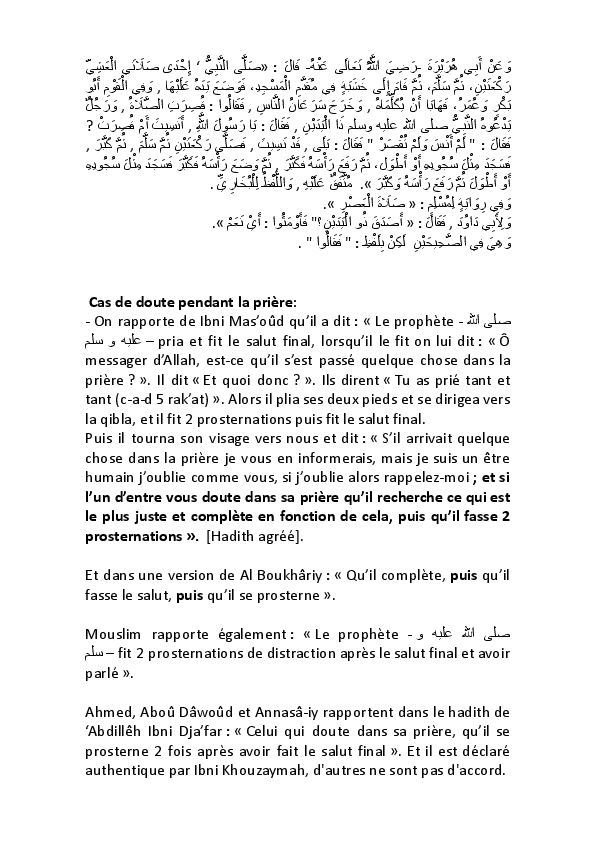 وَعَنْ أَبِي هُرَيْرَةَ -رَضِيَ اللَّهُ تَعَالَى عَنْهُ- قَالَ : «صَلَّى النَّبِيُّ ‘ إِحْدَى صَلَاتَي الْعَشِيِّ
رَكْعَتَيْنِ، ثُمَّ سَلَّمَ، ثُمَّ قَامَ إِلَى خَشَبَةٍ فِي مُقَدَّمِ الْمَسْجِدِ، فَوَضَعَ يَدَهُ عَلَيْهَا , وَفِي الْقَوْمِ أَبُو
بَكْرٍ وَعُمَرُ، فَهَابَا أَنْ يُكَلِّمَاهُ , وَخَرَجَ سَرَعَانُ النَّاسِ , فَقَالُوا : قُصِرَتِ الصَّلَاةُ , وَرَجُلٌ
يَدْعُوهُ النَّبِيُّ صلى الله عليه وسلم ذَا الْيَدَيْنِ , فَقَالَ : يَا رَسُولَ اللَّهِ , أَنَسِيتَ أَمْ قُصِرَتْ ?
فَقَالَ : " لَمْ أَنْسَ وَلَمْ تُقْصَرْ " فَقَالَ : بَلَى , قَدْ نَسِيتَ , فَصَلَّى رَكْعَتَيْنِ ثُمَّ سَلَّمَ , ثُمَّ كَبَّرَ ,
فَسَجَدَ مِثْلَ سُجُودِهِ أَوْ أَطْوَلَ، ثُمَّ رَفَعَ رَأْسَهُ فَكَبَّرَ , ثُمَّ وَضَعَ رَأْسَهُ فَكَبَّرَ فَسَجَدَ مِثْلَ سُجُودِهِ
أَوْ أَطْوَلَ ثُمَّ رَفَعَ رَأْسَهُ وَكَبَّرَ ». مُتَّفَقٌ عَلَيْهِ , وَاللَّفْظُ لِلْبُخَارِيِّ .
وَفِي رِوَايَةٍ لِمُسْلِمٍ : « صَلَاةَ الْعَصْرِ ».
وَلِأَبِي دَاوُدَ , فَقَالَ : « أَصَدَقَ ذُو الْيَدَيْنِ ؟" فَأَوْمَئُوا : أَيْ نَعَمْ ».
وَهِيَ فِي الصَّحِيحَيْنِ لَكِنْ بِلَفْظِ : " فَقَالُوا " .
Cas de doute pendant la prière:
- On rapporte de Ibni Mas’oûd qu’il a dit : « Le prophète - صلى الله
عليه و سلم – pria et fit le salut final, lorsqu’il le fit on lui dit : « Ô
messager d’Allah, est-ce qu’il s’est passé quelque chose dans la
prière ? ». Il dit « Et quoi donc ? ». Ils dirent « Tu as prié tant et
tant (c-a-d 5 rak’at) ». Alors il plia ses deux pieds et se dirigea vers
la qibla, et il fit 2 prosternations puis fit le salut final.
Puis il tourna son visage vers nous et dit : « S’il arrivait quelque
chose dans la prière je vous en informerais, mais je suis un être
humain j’oublie comme vous, si j’oublie alors rappelez-moi ; et si
l’un d’entre vous doute dans sa prière qu’il recherche ce qui est
le plus juste et complète en fonction de cela, puis qu’il fasse 2
prosternations ». [Hadith agréé].
Et dans une version de Al Boukhâriy : « Qu’il complète, puis qu’il
fasse le salut, puis qu’il se prosterne ».
Mouslim rapporte également : « Le prophète - صلى الله عليه و
سلم – fit 2 prosternations de distraction après le salut final et avoir
parlé ».
Ahmed, Aboû Dâwoûd et Annasâ-iy rapportent dans le hadith de
‘Abdillêh Ibni Dja’far : « Celui qui doute dans sa prière, qu’il se
prosterne 2 fois après avoir fait le salut final ». Et il est déclaré
authentique par Ibni Khouzaymah, d'autres ne sont pas d'accord.